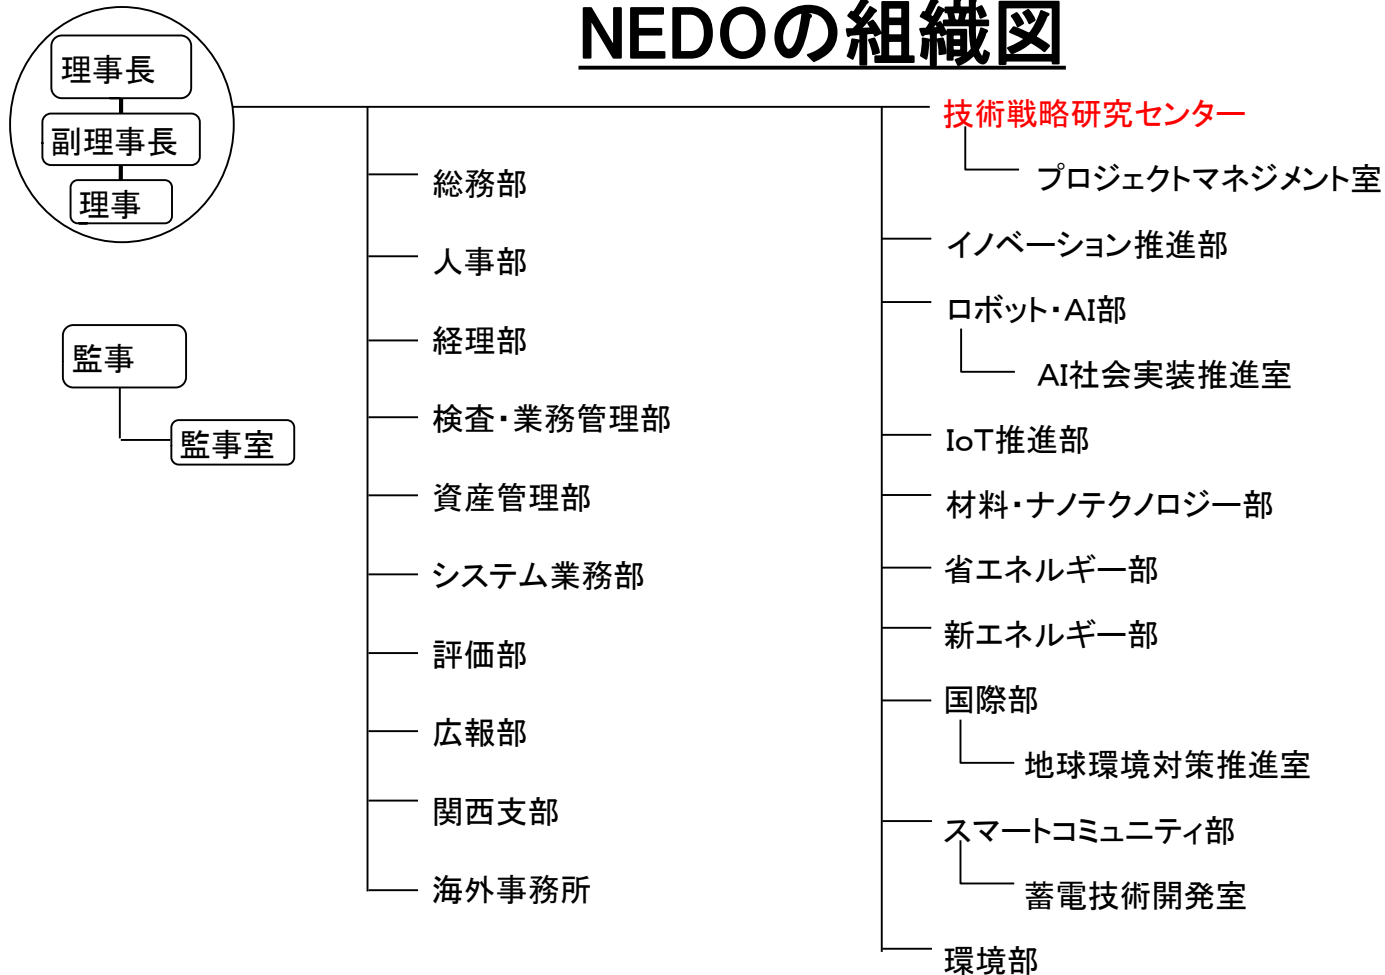 NEDOの組織図
理事長
副理事長
理事
監事
監事室
総務部
人事部
経理部
検査・業務管理部
資産管理部
システム業務部
評価部
広報部
関西支部
海外事務所
技術戦略研究センター
プロジェクトマネジメント室
イノベーション推進部
ロボット・AI部
AI社会実装推進室
IoT推進部
材料・ナノテクノロジー部
省エネルギー部
新エネルギー部
国際部
地球環境対策推進室
スマートコミュニティ部
蓄電技術開発室
環境部